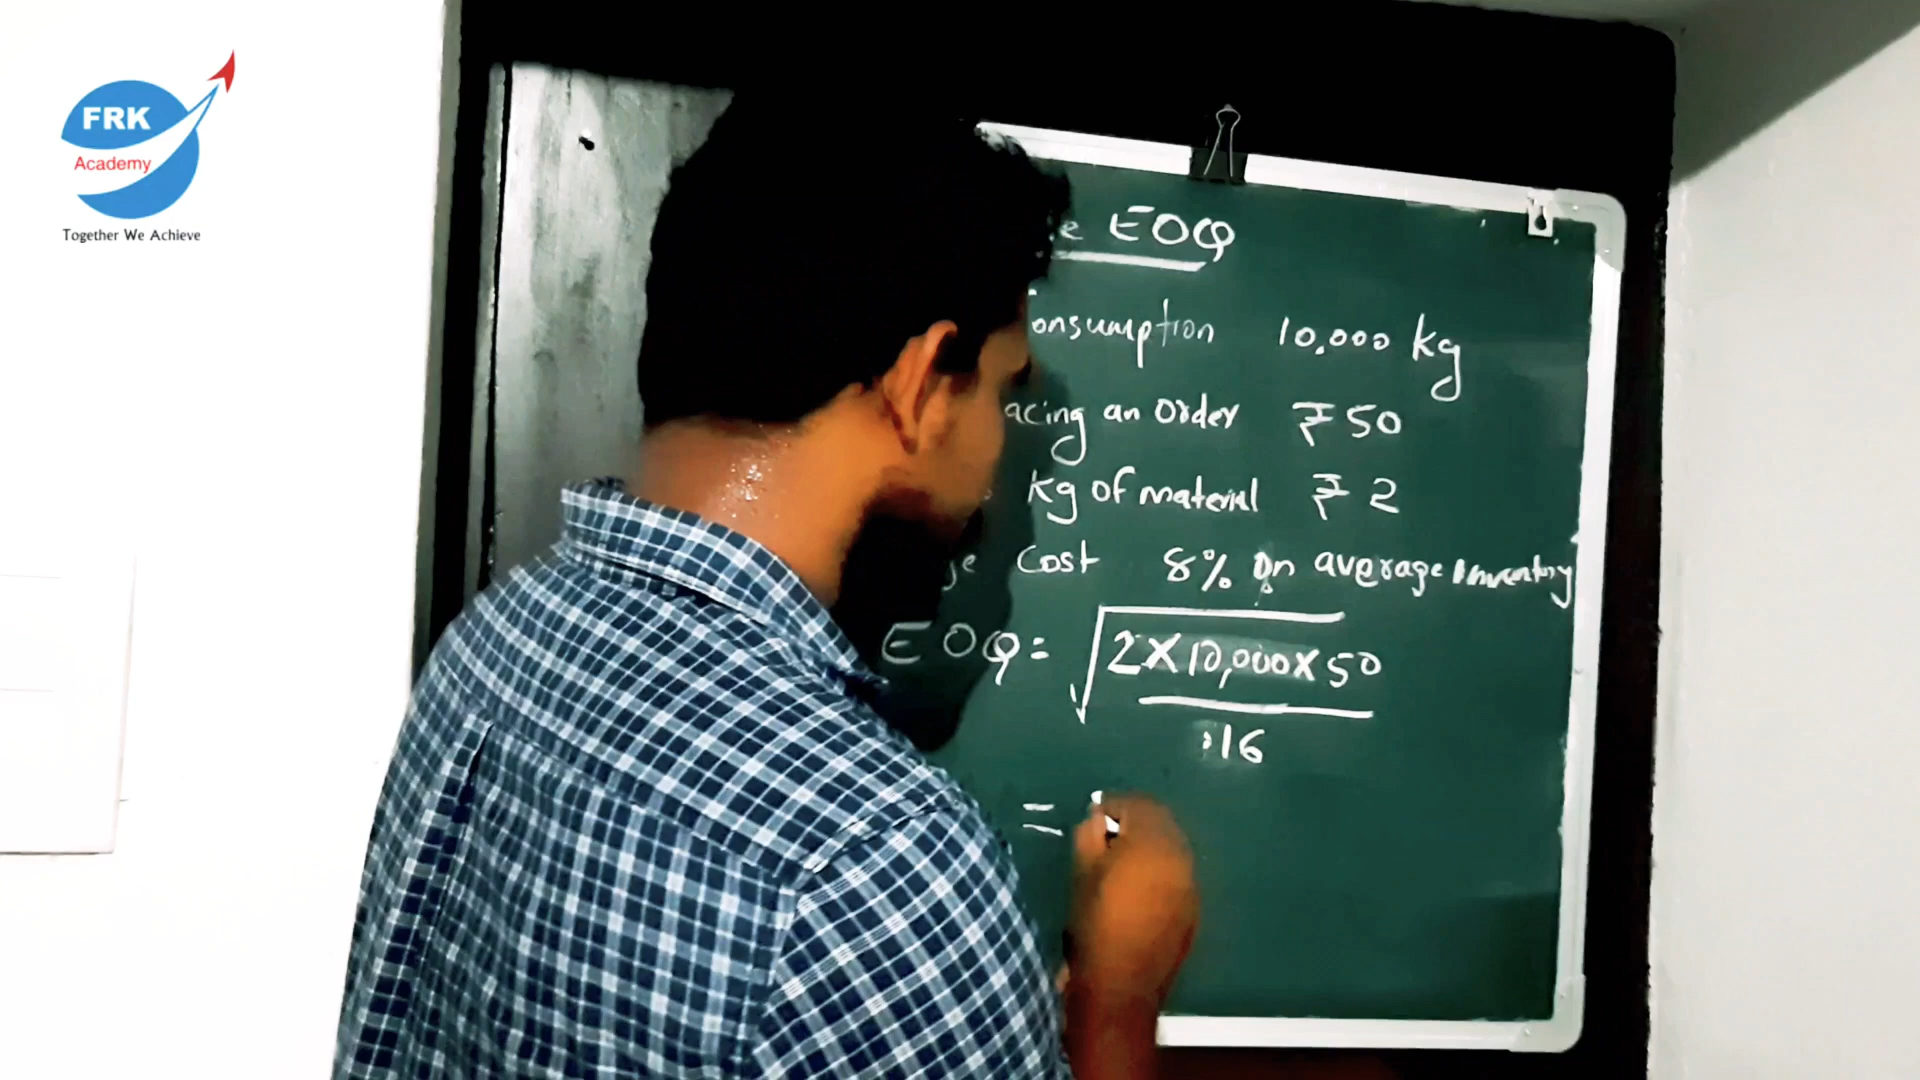 FRK
Academy
Together We Achieve
EOQ
onsumption 10,000 kg
acing an Order ₹ 50
kg of material ₹ 2
ge Cost 8% on average inventory
EOQ = √ 2 X 10,000 X 50
.16
=